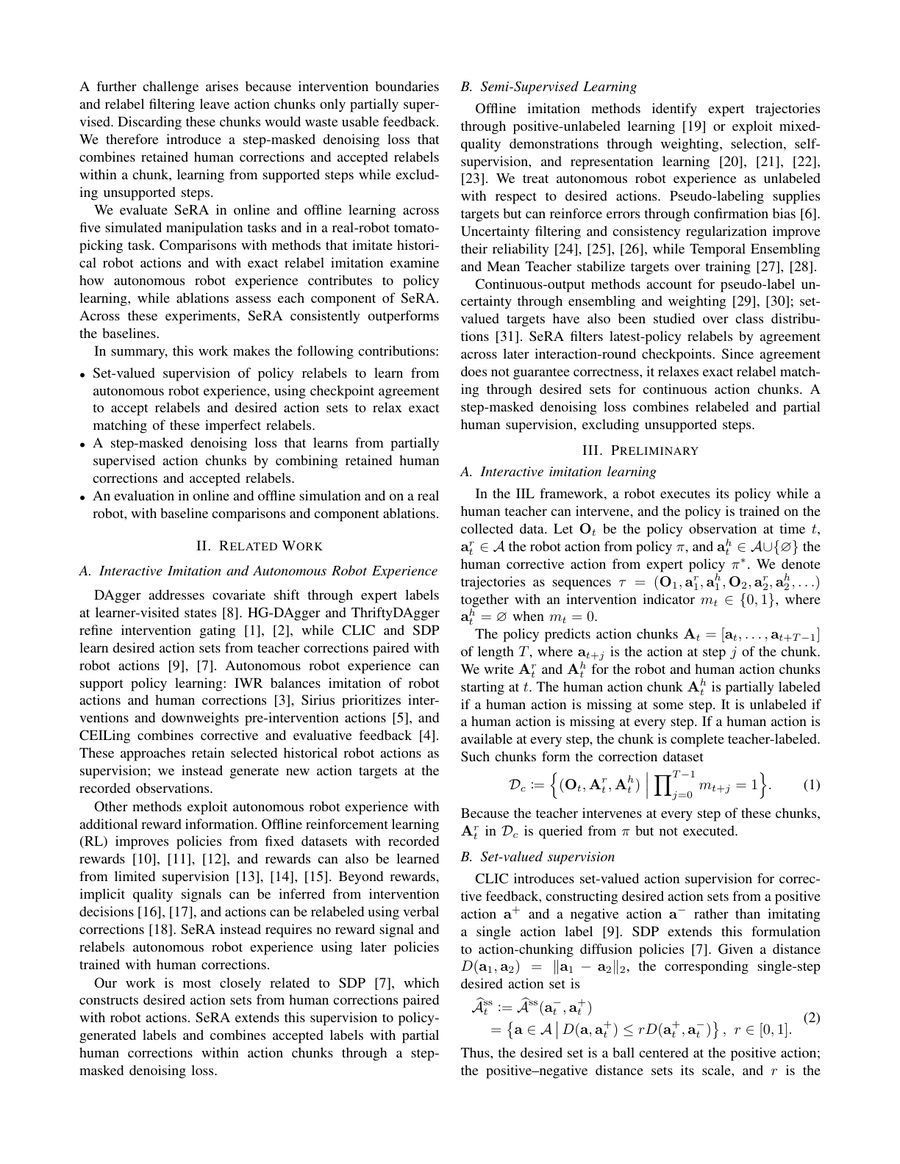 A further challenge arises because intervention boundaries
and relabel filtering leave action chunks only partially super-
vised. Discarding these chunks would waste usable feedback.
We therefore introduce a step-masked denoising loss that
combines retained human corrections and accepted relabels
within a chunk, learning from supported steps while exclud-
ing unsupported steps.
We evaluate SeRA in online and offline learning across
five simulated manipulation tasks and in a real-robot tomato-
picking task. Comparisons with methods that imitate histori-
cal robot actions and with exact relabel imitation examine
how autonomous robot experience contributes to policy
learning, while ablations assess each component of SeRA.
Across these experiments, SeRA consistently outperforms
the baselines.
In summary, this work makes the following contributions:
• Set-valued supervision of policy relabels to learn from
autonomous robot experience, using checkpoint agreement
to accept relabels and desired action sets to relax exact
matching of these imperfect relabels.
• A step-masked denoising loss that learns from partially
supervised action chunks by combining retained human
corrections and accepted relabels.
• An evaluation in online and offline simulation and on a real
robot, with baseline comparisons and component ablations.
II. RELATED WORK
A. Interactive Imitation and Autonomous Robot Experience
DAgger addresses covariate shift through expert labels
at learner-visited states [8]. HG-DAgger and ThriftyDAgger
refine intervention gating [1], [2], while CLIC and SDP
learn desired action sets from teacher corrections paired with
robot actions [9], [7]. Autonomous robot experience can
support policy learning: IWR balances imitation of robot
actions and human corrections [3], Sirius prioritizes inter-
ventions and downweights pre-intervention actions [5], and
CEILing combines corrective and evaluative feedback [4].
These approaches retain selected historical robot actions as
supervision; we instead generate new action targets at the
recorded observations.
Other methods exploit autonomous robot experience with
additional reward information. Offline reinforcement learning
(RL) improves policies from fixed datasets with recorded
rewards [10], [11], [12], and rewards can also be learned
from limited supervision [13], [14], [15]. Beyond rewards,
implicit quality signals can be inferred from intervention
decisions [16], [17], and actions can be relabeled using verbal
corrections [18]. SeRA instead requires no reward signal and
relabels autonomous robot experience using later policies
trained with human corrections.
Our work is most closely related to SDP [7], which
constructs desired action sets from human corrections paired
with robot actions. SeRA extends this supervision to policy-
generated labels and combines accepted labels with partial
human corrections within action chunks through a step-
masked denoising loss.
B. Semi-Supervised Learning
Offline imitation methods identify expert trajectories
through positive-unlabeled learning [19] or exploit mixed-
quality demonstrations through weighting, selection, self-
supervision, and representation learning [20], [21], [22],
[23]. We treat autonomous robot experience as unlabeled
with respect to desired actions. Pseudo-labeling supplies
targets but can reinforce errors through confirmation bias [6].
Uncertainty filtering and consistency regularization improve
their reliability [24], [25], [26], while Temporal Ensembling
and Mean Teacher stabilize targets over training [27], [28].
Continuous-output methods account for pseudo-label un-
certainty through ensembling and weighting [29], [30]; set-
valued targets have also been studied over class distribu-
tions [31]. SeRA filters latest-policy relabels by agreement
across later interaction-round checkpoints. Since agreement
does not guarantee correctness, it relaxes exact relabel match-
ing through desired sets for continuous action chunks. A
step-masked denoising loss combines relabeled and partial
human supervision, excluding unsupported steps.
III. PRELIMINARY
A. Interactive imitation learning
In the IIL framework, a robot executes its policy while a
human teacher can intervene, and the policy is trained on the
collected data. Let O_t be the policy observation at time t,
a_t^r ∈ A the robot action from policy π, and a_t^h ∈ A∪{∅} the
human corrective action from expert policy π*. We denote
trajectories as sequences τ = (O_1, a_1^r, a_1^h, O_2, a_2^r, a_2^h, . . .)
together with an intervention indicator m_t ∈ {0, 1}, where
a_t^h = ∅ when m_t = 0.
The policy predicts action chunks A_t = [a_t, . . . , a_{t+T−1}]
of length T, where a_{t+j} is the action at step j of the chunk.
We write A_t^r and A_t^h for the robot and human action chunks
starting at t. The human action chunk A_t^h is partially labeled
if a human action is missing at some step. It is unlabeled if
a human action is missing at every step. If a human action is
available at every step, the chunk is complete teacher-labeled.
Such chunks form the correction dataset
D_c := {(O_t, A_t^r, A_t^h) | ∏_{j=0}^{T−1} m_{t+j} = 1}. (1)
Because the teacher intervenes at every step of these chunks,
A_t^r in D_c is queried from π but not executed.
B. Set-valued supervision
CLIC introduces set-valued action supervision for correc-
tive feedback, constructing desired action sets from a positive
action a^+ and a negative action a^− rather than imitating
a single action label [9]. SDP extends this formulation
to action-chunking diffusion policies [7]. Given a distance
D(a_1, a_2) = ∥a_1 − a_2∥_2, the corresponding single-step
desired action set is
Â_t^{ss} := Â^{ss}(a_t^−, a_t^+)
= {a ∈ A | D(a, a_t^+) ≤ rD(a_t^+, a_t^−)} , r ∈ [0, 1]. (2)
Thus, the desired set is a ball centered at the positive action;
the positive–negative distance sets its scale, and r is the